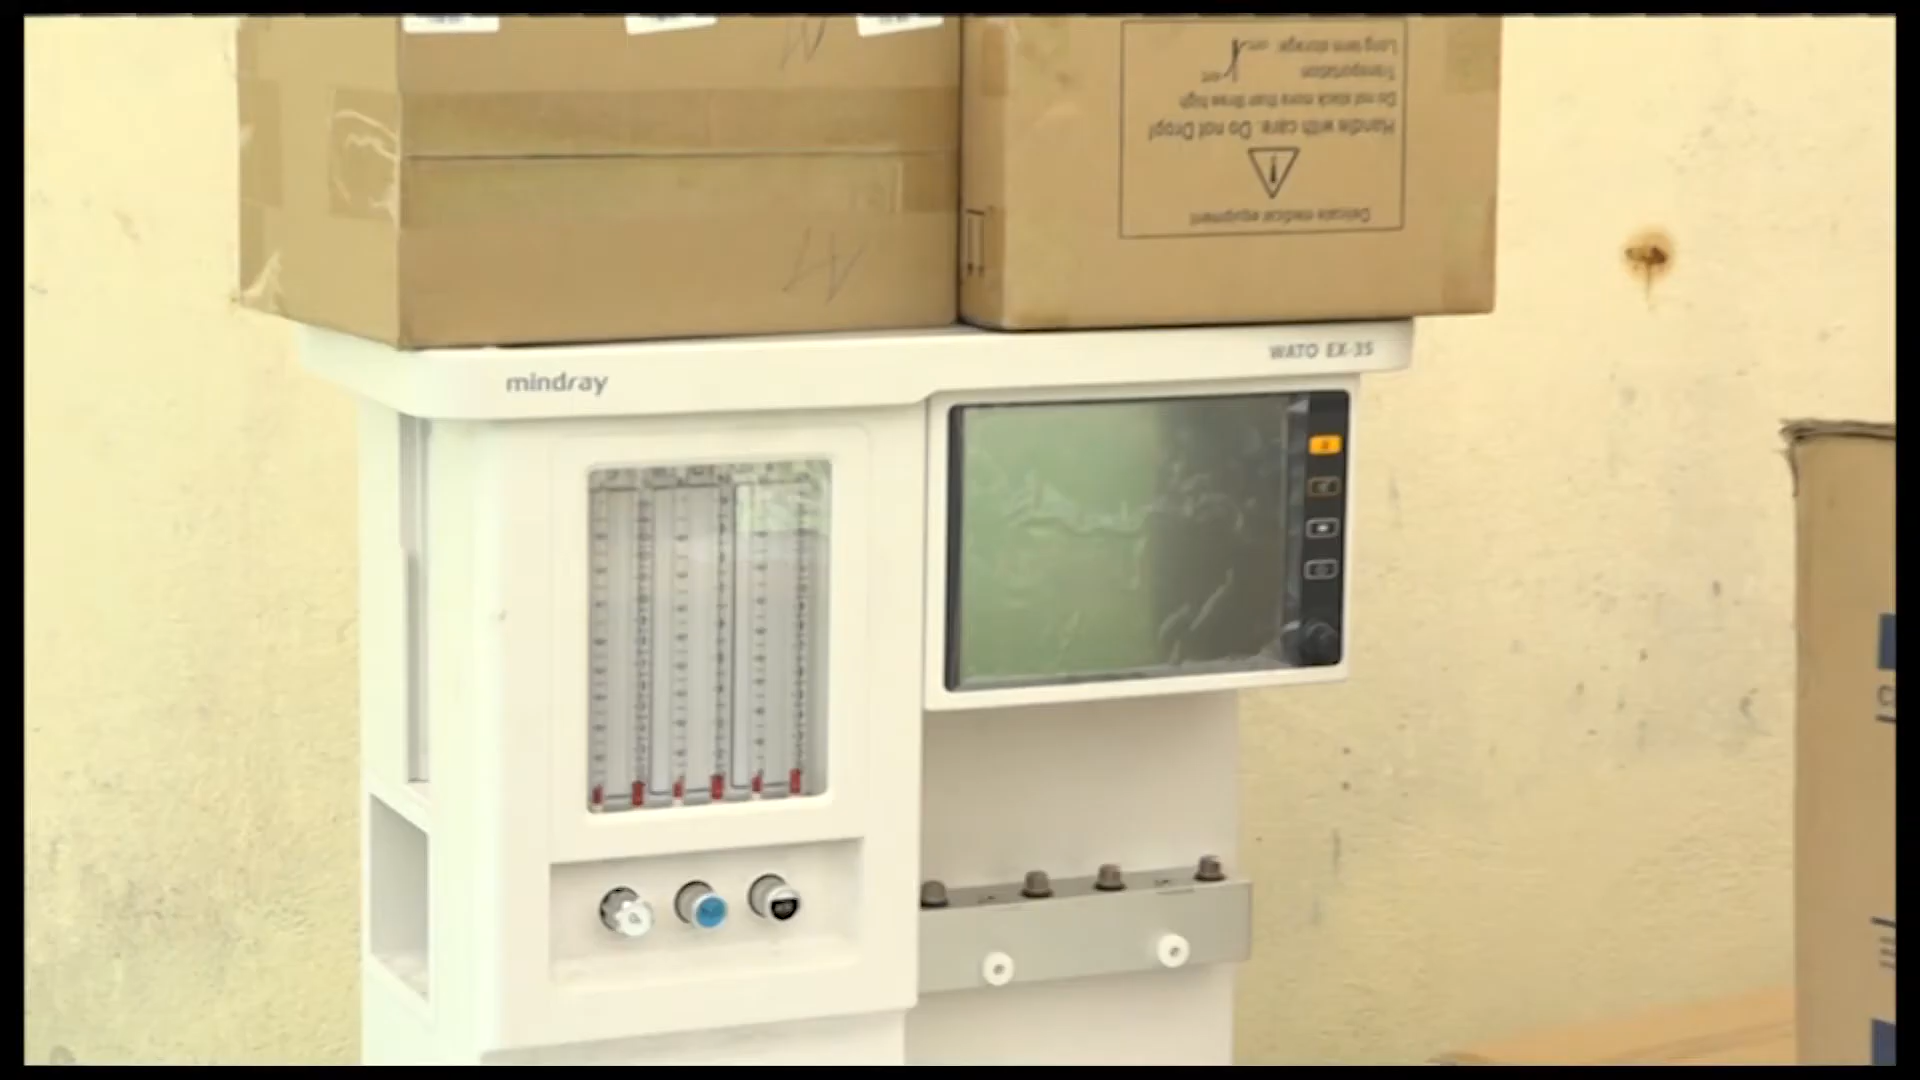 Delicate medical equipment
Handle with care. Do not Drop!
Do not stack more than three high
Transportation
Long term storage
mindray
WATO EX-35